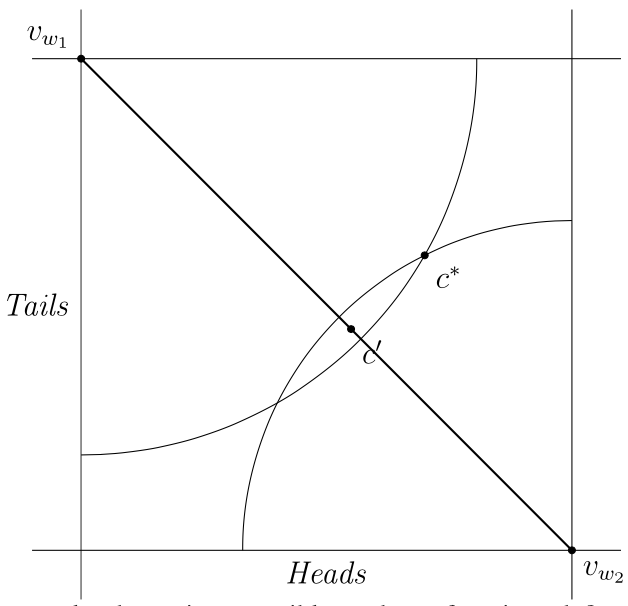 v_{w_1}
Tails
c*
c′
Heads
v_{w_2}